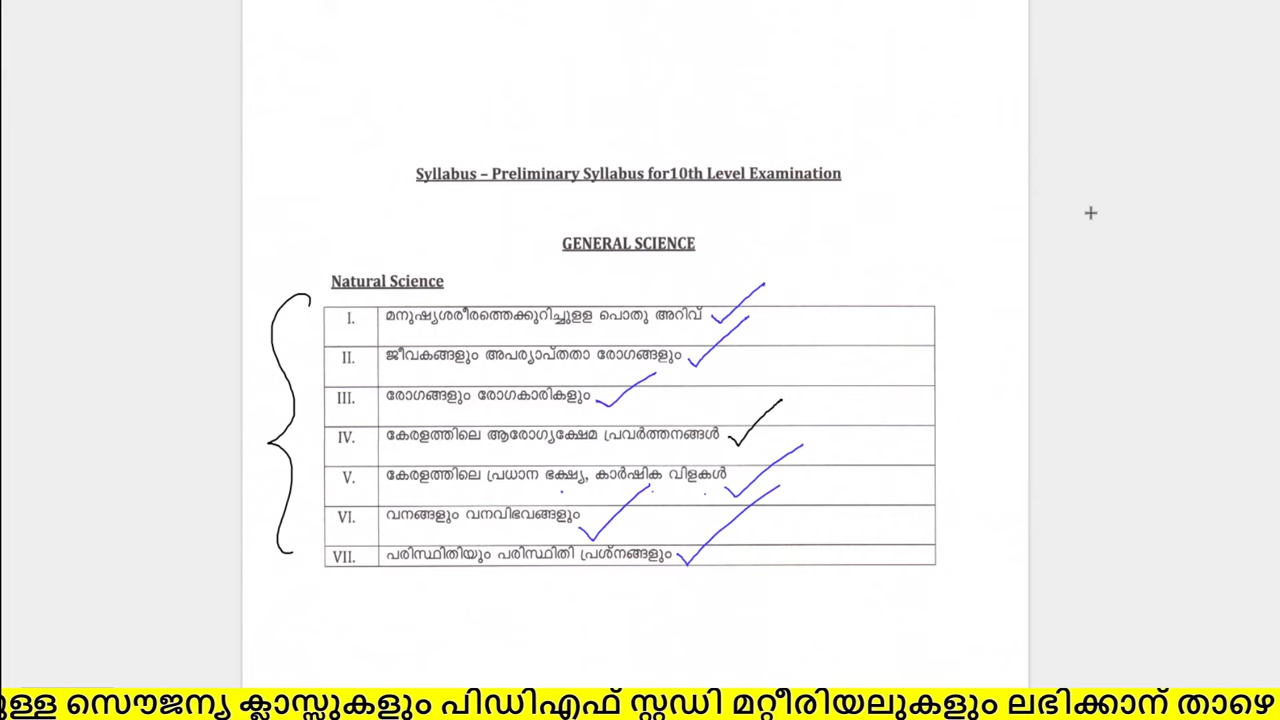 Syllabus – Preliminary Syllabus for10th Level Examination
GENERAL SCIENCE
Natural Science
I. മനുഷ്യശരീരത്തെക്കുറിച്ചുളള പൊതു അറിവ്
II. ജീവകങ്ങളും അപര്യാപ്തതാ രോഗങ്ങളും
III. രോഗങ്ങളും രോഗകാരികളും
IV. കേരളത്തിലെ ആരോഗ്യക്ഷേമ പ്രവർത്തനങ്ങൾ
V. കേരളത്തിലെ പ്രധാന ഭക്ഷ്യ, കാർഷിക വിളകൾ
VI. വനങ്ങളും വനവിഭവങ്ങളും
VII. പരിസ്ഥിതിയും പരിസ്ഥിതി പ്രശ്നങ്ങളും
സൌജന്യ ക്ലാസ്സുകളും പിഡിഎഫ് സ്റ്റഡി മറ്റീരിയലുകളും ലഭിക്കാന് താഴെ